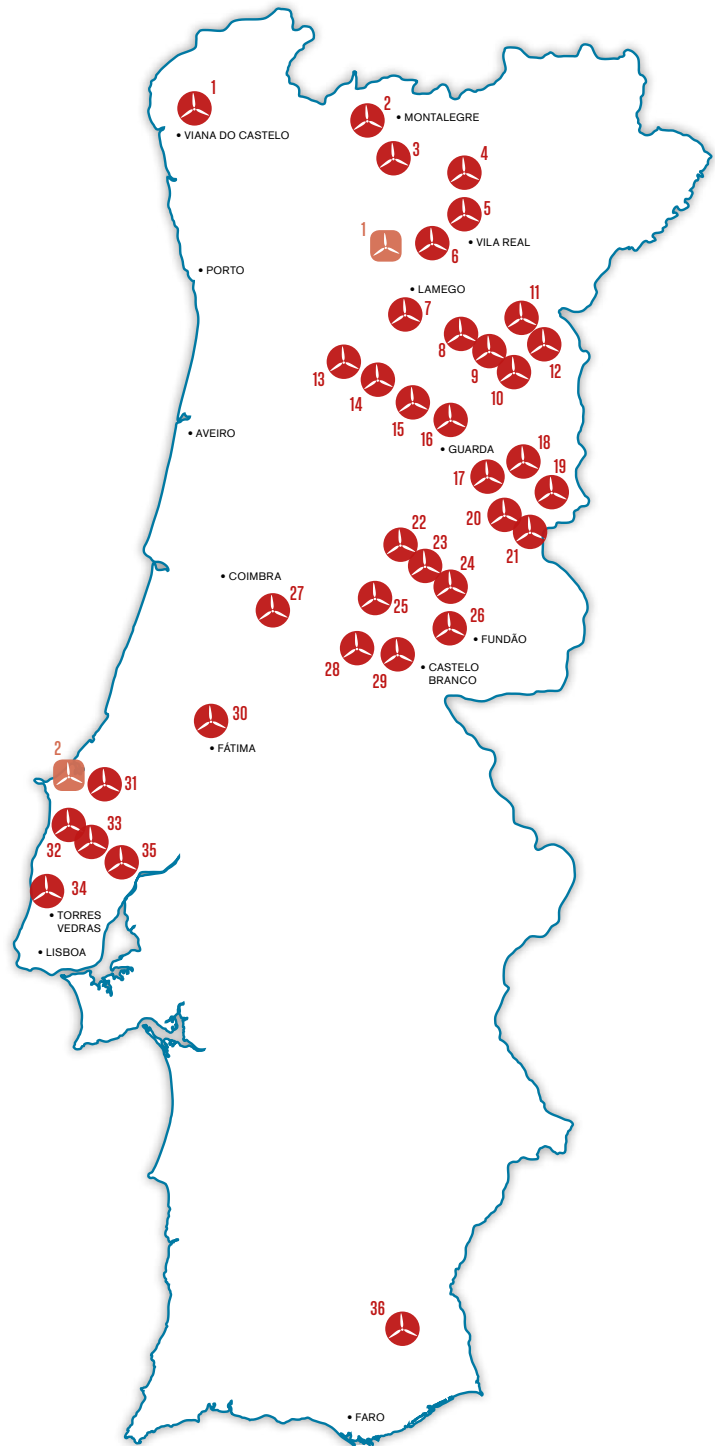 1
2
• MONTALEGRE
• VIANA DO CASTELO
3
4
5
1
6
• VILA REAL
• PORTO
• LAMEGO
7
11
8
9
10
12
13
14
15
16
• AVEIRO
• GUARDA
18
17
19
20
21
22
23
24
• COIMBRA
27
25
26
• FUNDÃO
28
29
• CASTELO
BRANCO
30
• FÁTIMA
2
31
32
33
35
34
• TORRES
VEDRAS
• LISBOA
36
• FARO